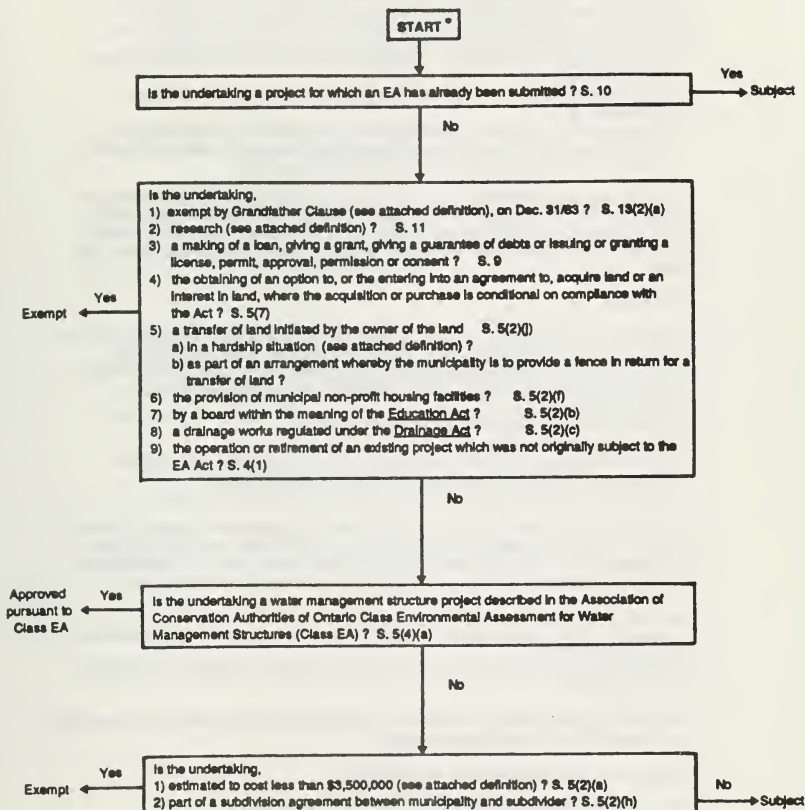 START *
Yes
Is the undertaking a project for which an EA has already been submitted ? S. 10
Subject
No
Is the undertaking,
1) exempt by Grandfather Clause (see attached definition), on Dec. 31/83 ? S. 13(2)(a)
2) research (see attached definition) ? S. 11
3) a making of a loan, giving a grant, giving a guarantee of debts or issuing or granting a
license, permit, approval, permission or consent ? S. 9
4) the obtaining of an option to, or the entering into an agreement to, acquire land or an
interest in land, where the acquisition or purchase is conditional on compliance with
the Act ? S. 5(7)
Yes
Exempt
5) a transfer of land initiated by the owner of the land S. 5(2)(j)
a) in a hardship situation (see attached definition) ?
b) as part of an arrangement whereby the municipality is to provide a fence in return for a
transfer of land ?
6) the provision of municipal non-profit housing facilities ? S. 5(2)(f)
7) by a board within the meaning of the Education Act ? S. 5(2)(b)
8) a drainage works regulated under the Drainage Act ? S. 5(2)(c)
9) the operation or retirement of an existing project which was not originally subject to the
EA Act ? S. 4(1)
No
Approved
pursuant to
Class EA
Yes
Is the undertaking a water management structure project described in the Association of
Conservation Authorities of Ontario Class Environmental Assessment for Water
Management Structures (Class EA) ? S. 5(4)(a)
No
Exempt
Yes
Is the undertaking,
1) estimated to cost less than $3,500,000 (see attached definition) ? S. 5(2)(a)
2) part of a subdivision agreement between municipality and subdivider ? S. 5(2)(h)
No
Subject